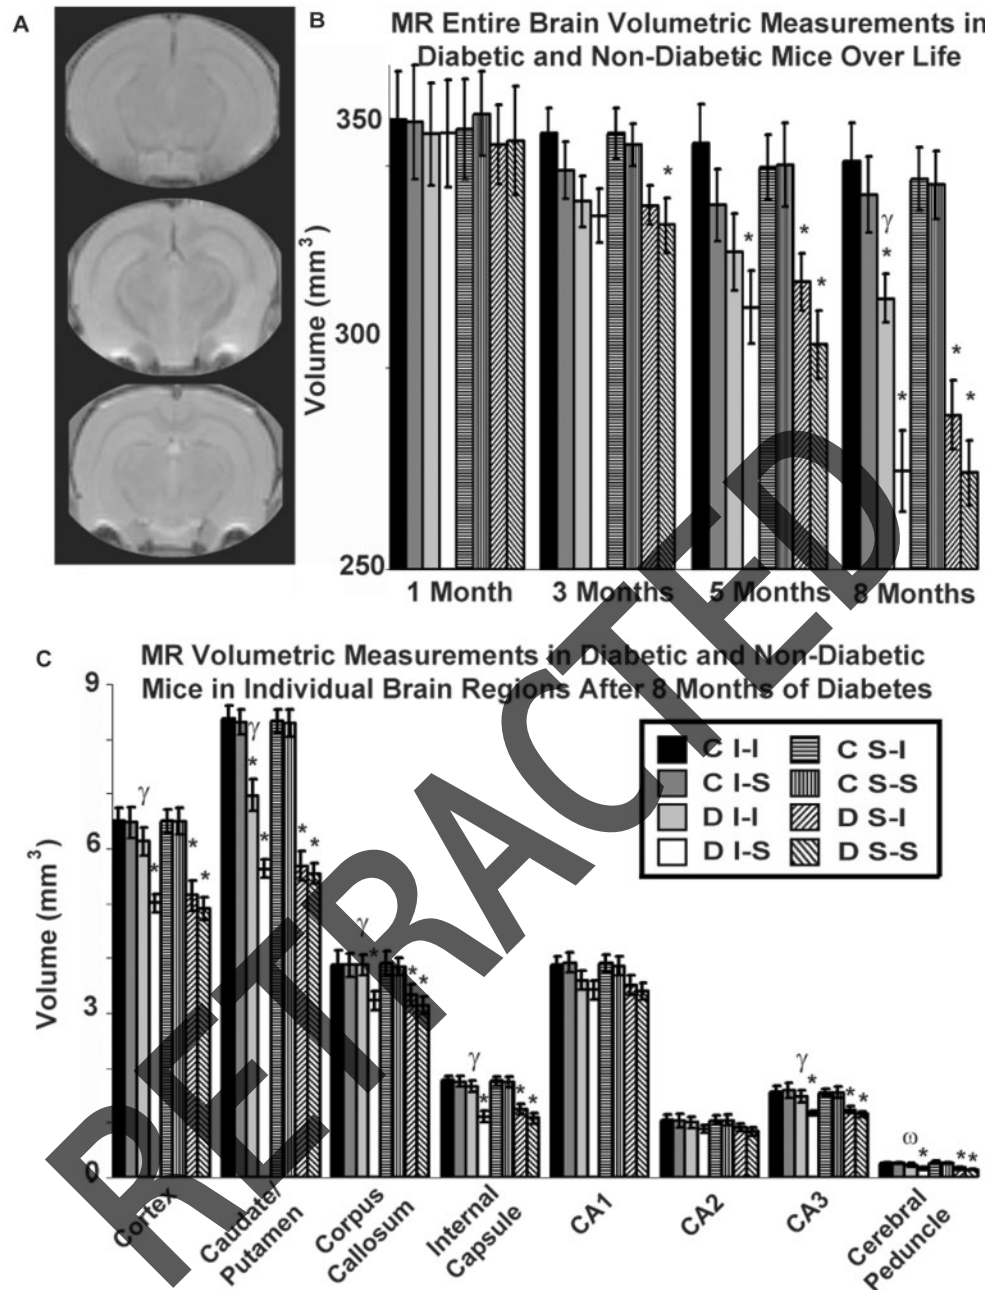 A
B
MR Entire Brain Volumetric Measurements in
Diabetic and Non-Diabetic Mice Over Life
*
Volume (mm³)
350
300
250
*
*
*
*
γ
*
*
*
*
1 Month
3 Months
5 Months
8 Months
C
MR Volumetric Measurements in Diabetic and Non-Diabetic
Mice in Individual Brain Regions After 8 Months of Diabetes
Volume (mm³)
9
6
3
0
C I-I
C S-I
C I-S
C S-S
D I-I
D S-I
D I-S
D S-S
γ
*
*
*
γ
*
*
*
*
γ
*
*
*
γ
*
*
*
γ
*
*
*
ω
*
*
*
Cortex
Caudate/
Putamen
Corpus
Callosum
Internal
Capsule
CA1
CA2
CA3
Cerebral
Peduncle
RETRACTED